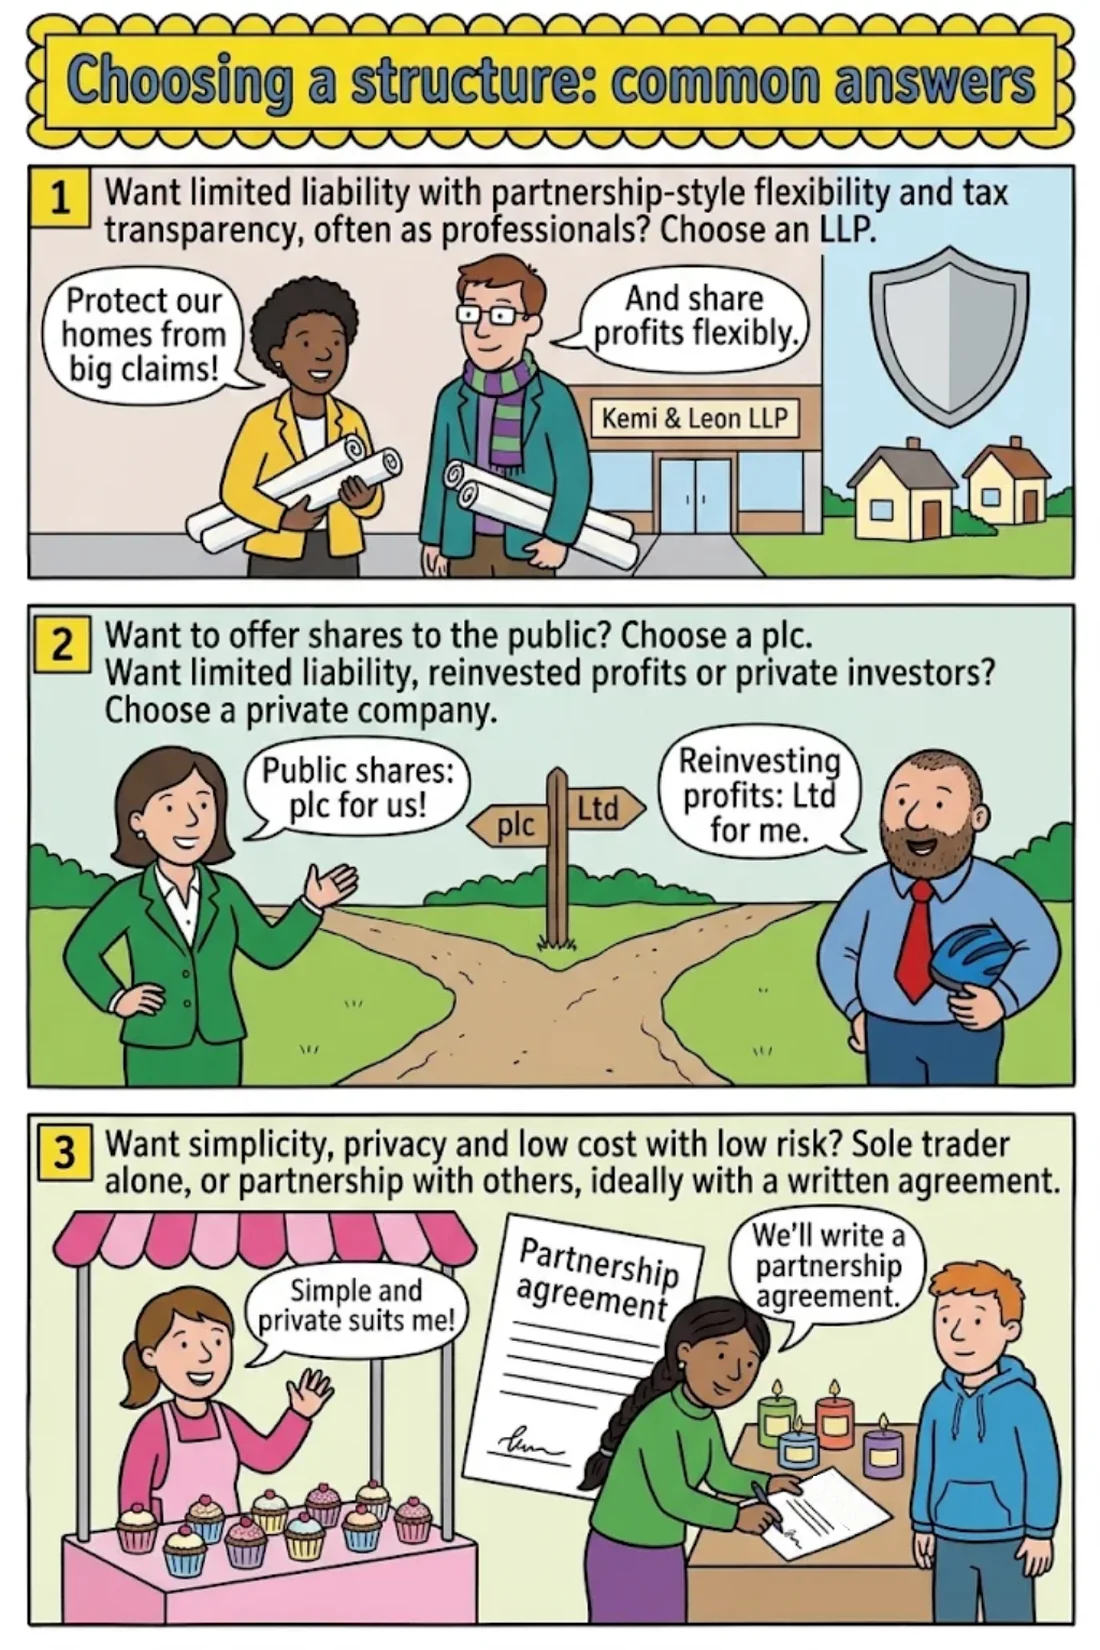 Choosing a structure: common answers
1
Want limited liability with partnership-style flexibility and tax
transparency, often as professionals? Choose an LLP.
Protect our
homes from
big claims!
And share
profits flexibly.
Kemi & Leon LLP
2
Want to offer shares to the public? Choose a plc.
Want limited liability, reinvested profits or private investors?
Choose a private company.
Public shares:
plc for us!
plc
Ltd
Reinvesting
profits: Ltd
for me.
3
Want simplicity, privacy and low cost with low risk? Sole trader
alone, or partnership with others, ideally with a written agreement.
Simple and
private suits me!
Partnership
agreement
We'll write a
partnership
agreement.